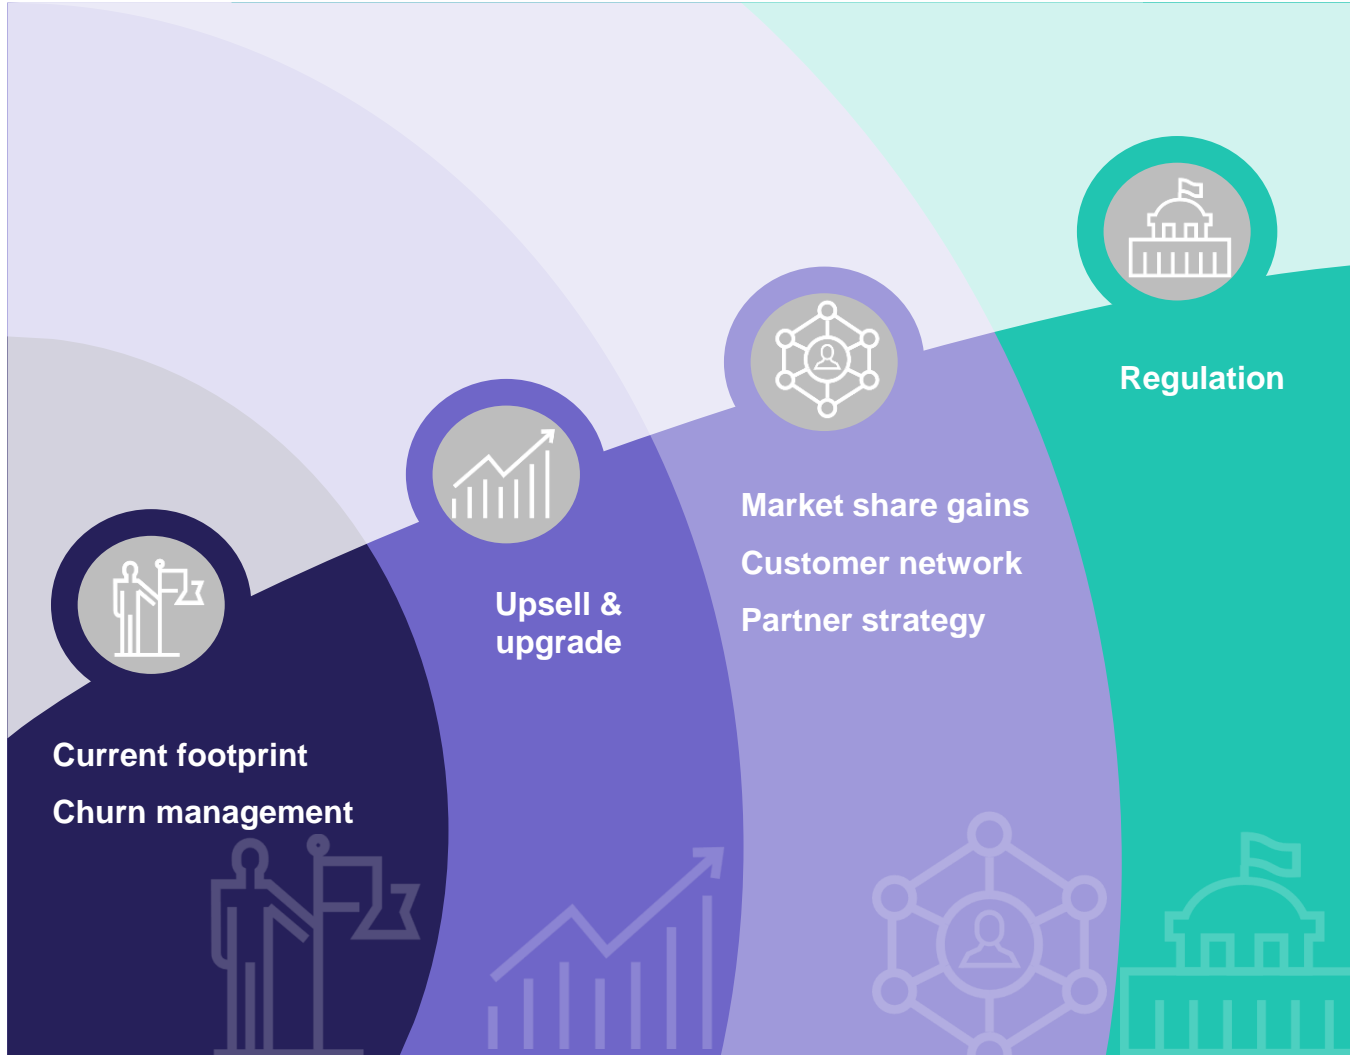 Current footprint
Churn management
Upsell &
upgrade
Market share gains
Customer network
Partner strategy
Regulation